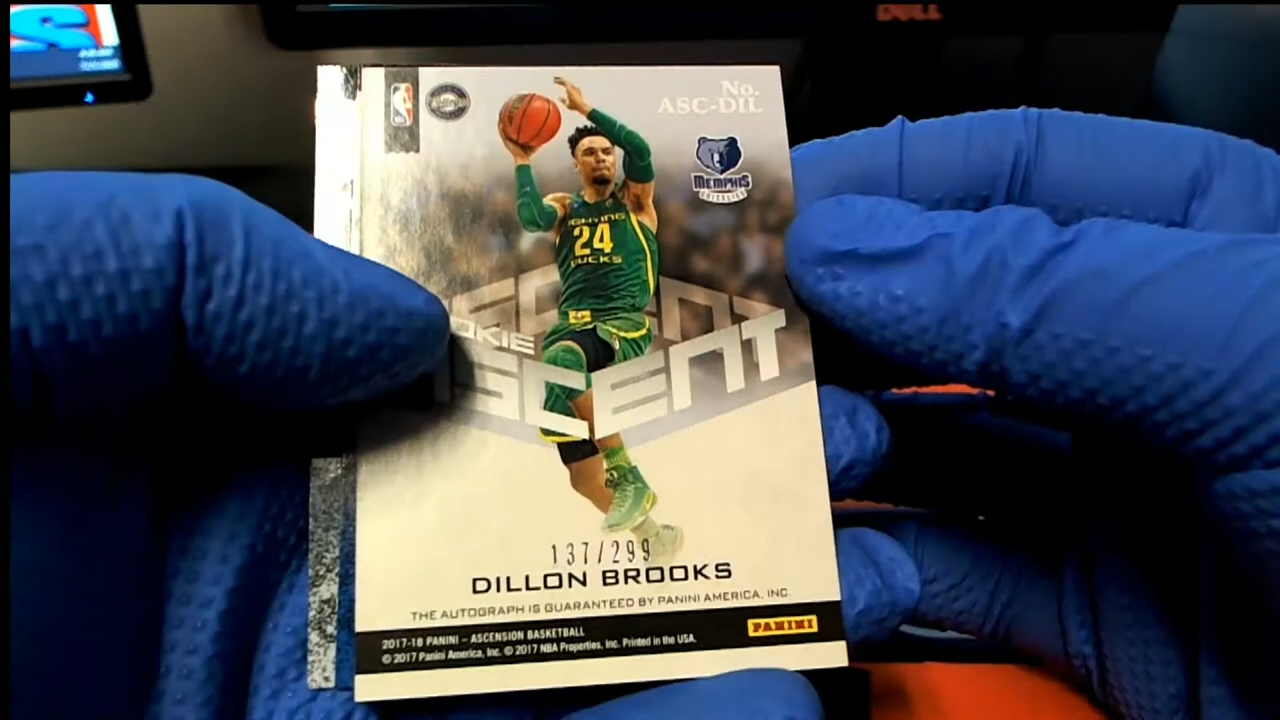 DELL
No.
ASC-DIL
MEMPHIS
GRIZZLIES
24
DUCKS
ASCENT
137/299
DILLON BROOKS
THE AUTOGRAPH IS GUARANTEED BY PANINI AMERICA, INC.
2017-18 PANINI – ASCENSION BASKETBALL
© 2017 Panini America, Inc. © 2017 NBA Properties, Inc. Printed in the USA.
PANINI